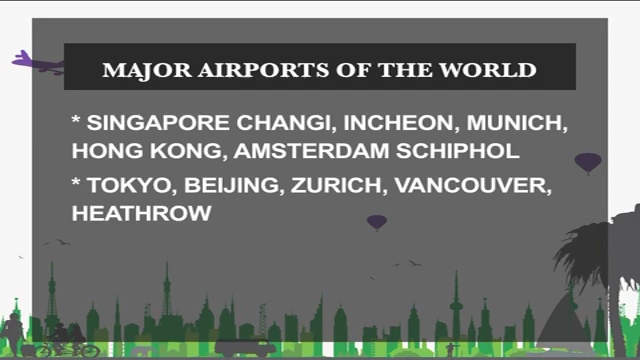 MAJOR AIRPORTS OF THE WORLD
* SINGAPORE CHANGI, INCHEON, MUNICH,
HONG KONG, AMSTERDAM SCHIPHOL
* TOKYO, BEIJING, ZURICH, VANCOUVER,
HEATHROW